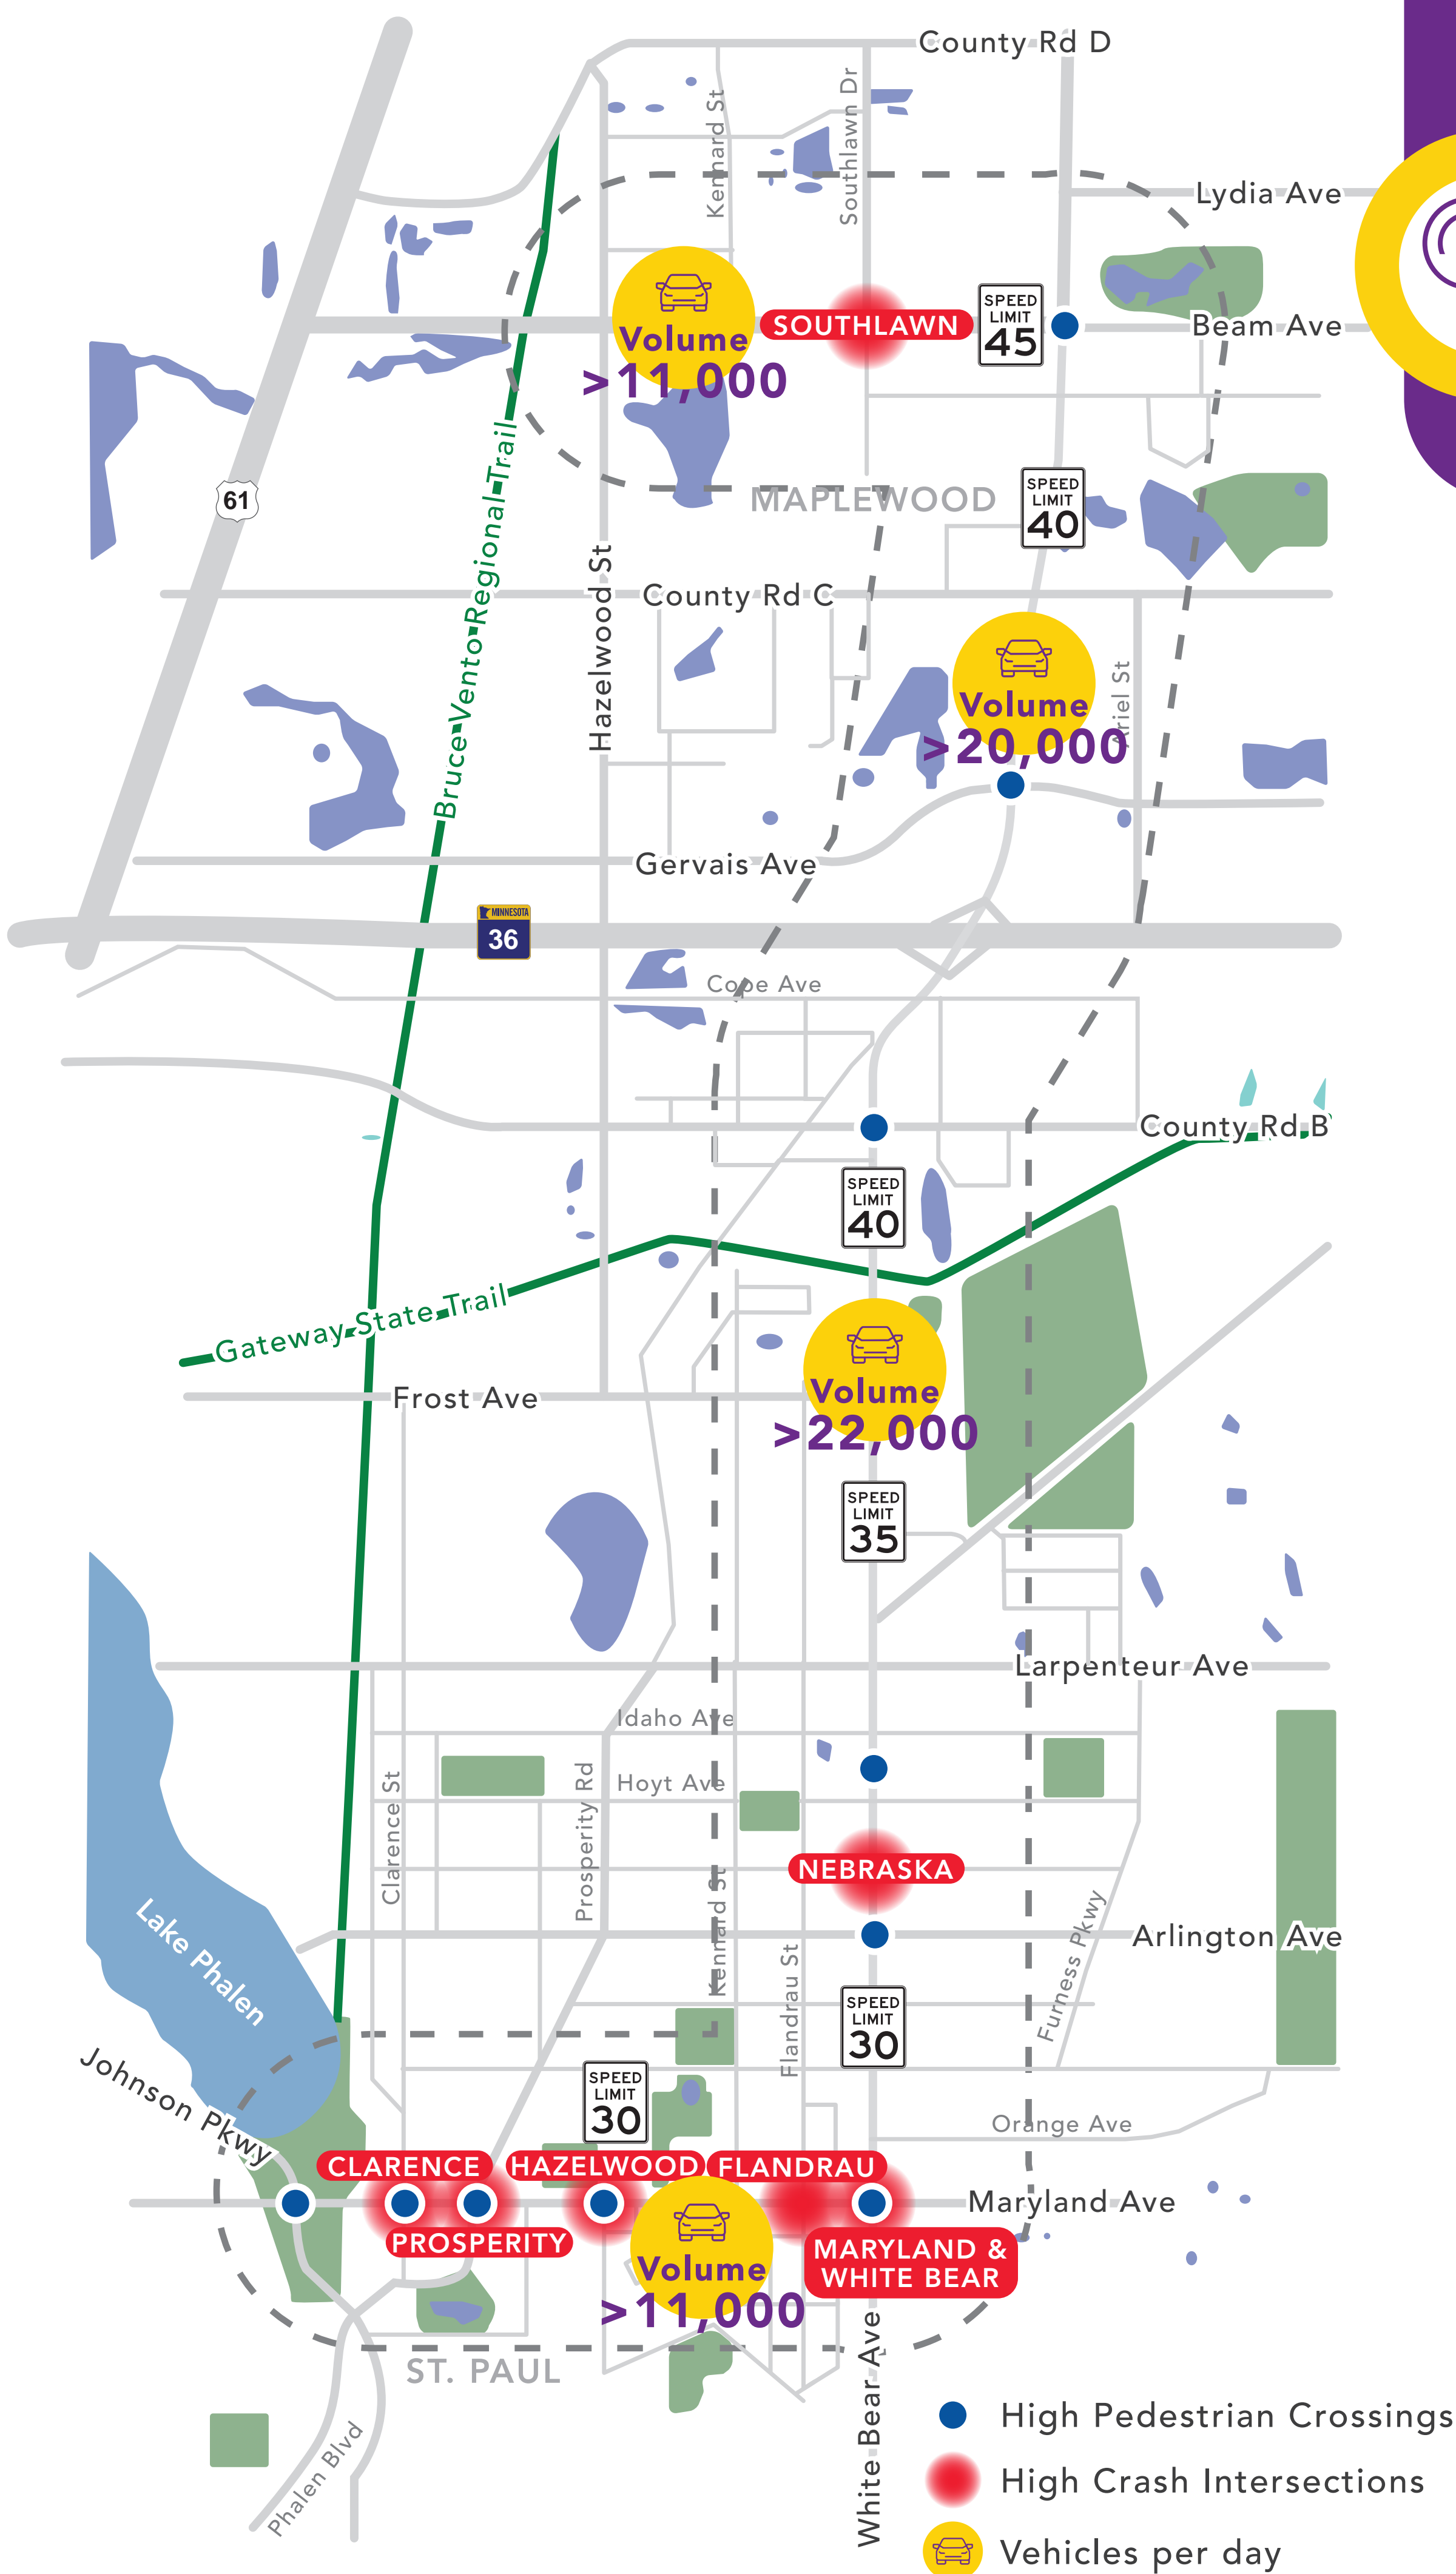 County Rd D
Kennard St
Southlawn Dr
Lydia Ave
SPEED
LIMIT
45
SOUTHLAWN
Beam Ave
Volume
>11,000
Bruce Vento Regional Trail
MAPLEWOOD
SPEED
LIMIT
40
61
Hazelwood St
County Rd C
Ariel St
Volume
>20,000
Gervais Ave
MINNESOTA
36
Cope Ave
County Rd B
SPEED
LIMIT
40
Gateway State Trail
Frost Ave
Volume
>22,000
SPEED
LIMIT
35
Larpenteur Ave
Idaho Ave
Clarence St
Prosperity Rd
Hoyt Ave
NEBRASKA
Kennard St
Lake Phalen
Arlington Ave
Flandrau St
Furness Pkwy
SPEED
LIMIT
30
Johnson Pkwy
SPEED
LIMIT
30
Orange Ave
CLARENCE
HAZELWOOD
FLANDRAU
Maryland Ave
PROSPERITY
Volume
>11,000
MARYLAND &
WHITE BEAR
ST. PAUL
White Bear Ave
Phalen Blvd
High Pedestrian Crossings
High Crash Intersections
Vehicles per day